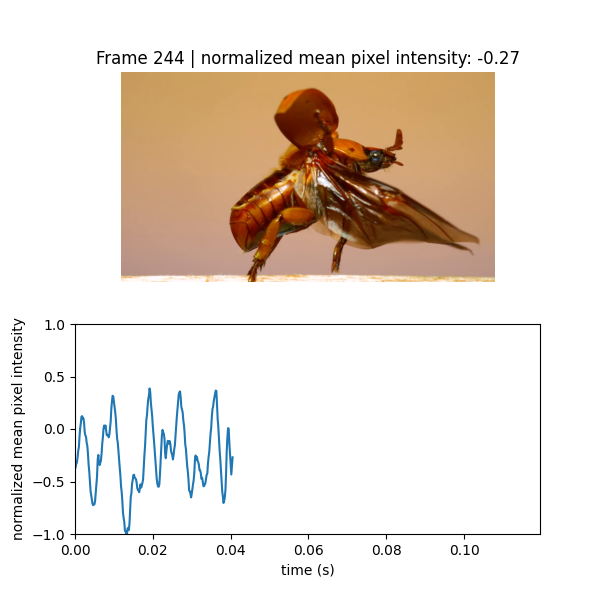 Frame 244 | normalized mean pixel intensity: -0.27
1.0
0.5
0.0
−0.5
−1.0
normalized mean pixel intensity
0.00 0.02 0.04 0.06 0.08 0.10
time (s)